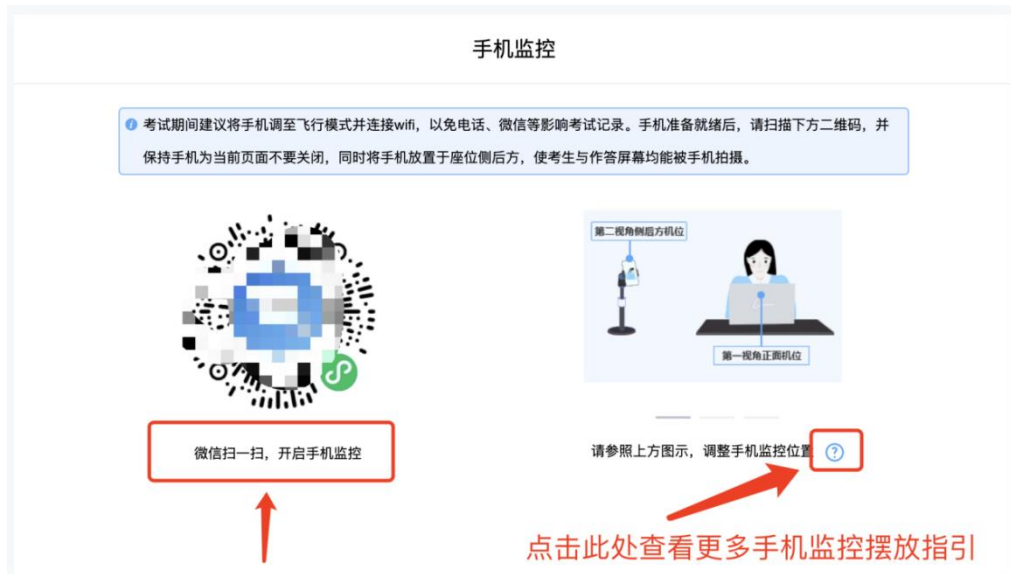 手机监控
考试期间建议将手机调至飞行模式并连接wifi，以免电话、微信等影响考试记录。手机准备就绪后，请扫描下方二维码，并
保持手机为当前页面不要关闭，同时将手机放置于座位侧后方，使考生与作答屏幕均能被手机拍摄。
第二视角侧后方机位
第一视角正面机位
微信扫一扫，开启手机监控
请参照上方图示，调整手机监控位置
点击此处查看更多手机监控摆放指引